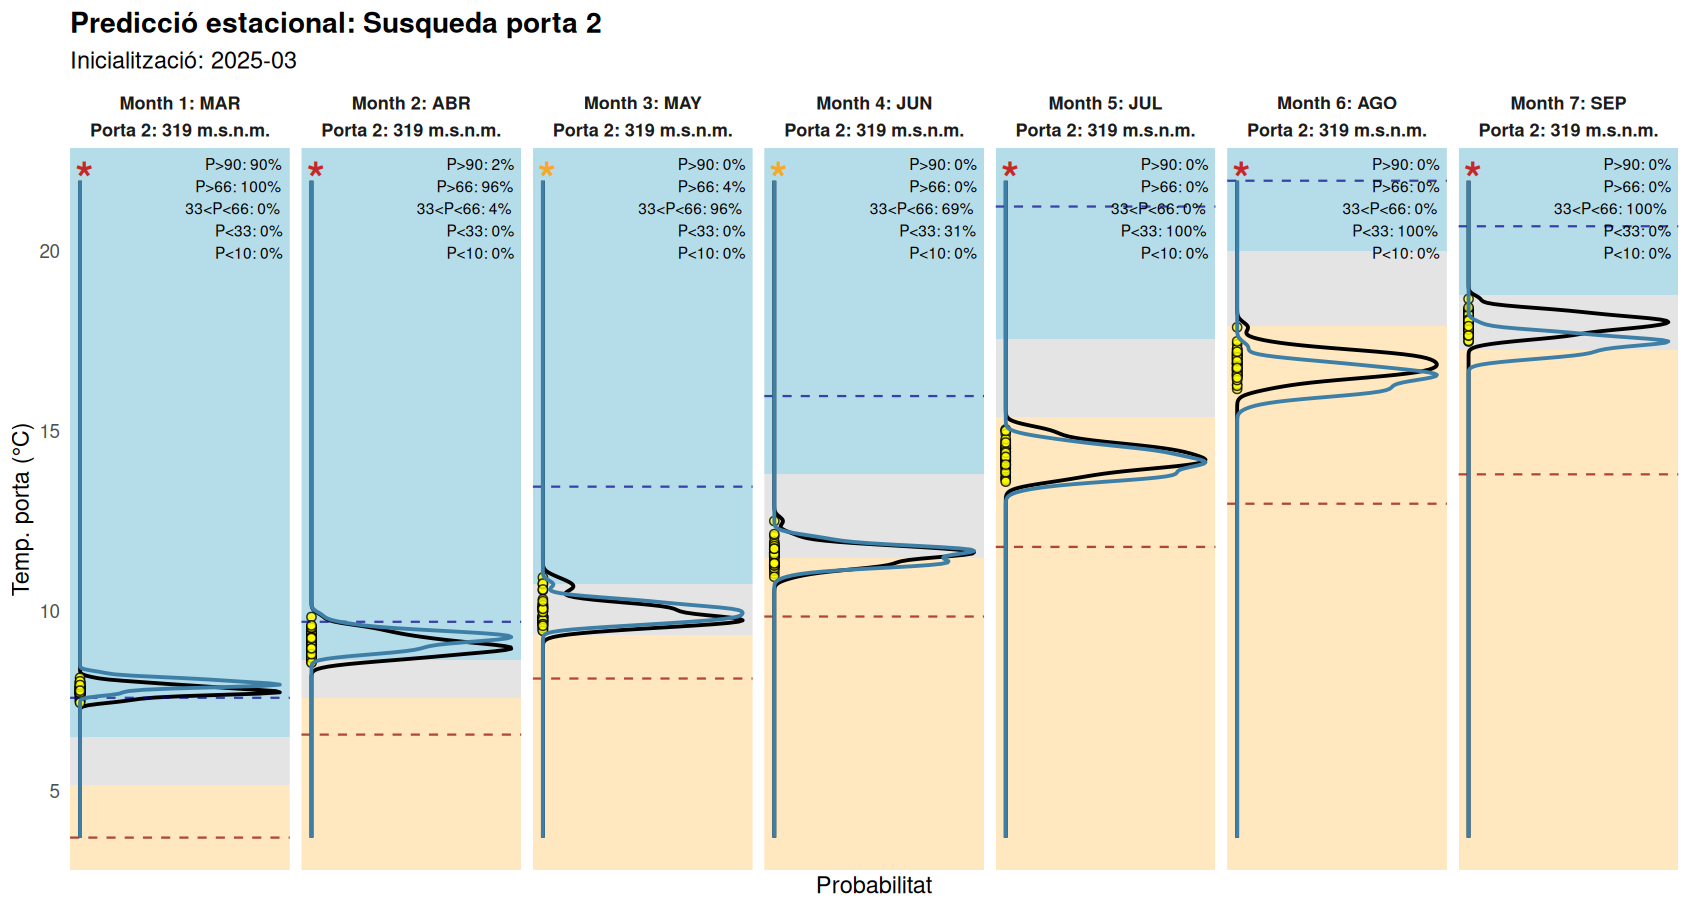 Predicció estacional: Susqueda porta 2
Inicialització: 2025-03
Month 1: MAR
Porta 2: 319 m.s.n.m.
Month 2: ABR
Porta 2: 319 m.s.n.m.
Month 3: MAY
Porta 2: 319 m.s.n.m.
Month 4: JUN
Porta 2: 319 m.s.n.m.
Month 5: JUL
Porta 2: 319 m.s.n.m.
Month 6: AGO
Porta 2: 319 m.s.n.m.
Month 7: SEP
Porta 2: 319 m.s.n.m.
*
P>90: 90%
P>66: 100%
33<P<66: 0%
P<33: 0%
P<10: 0%
*
P>90: 2%
P>66: 96%
33<P<66: 4%
P<33: 0%
P<10: 0%
*
P>90: 0%
P>66: 4%
33<P<66: 96%
P<33: 0%
P<10: 0%
*
P>90: 0%
P>66: 0%
33<P<66: 69%
P<33: 31%
P<10: 0%
*
P>90: 0%
P>66: 0%
33<P<66: 0%
P<33: 100%
P<10: 0%
*
P>90: 0%
P>66: 0%
33<P<66: 0%
P<33: 100%
P<10: 0%
*
P>90: 0%
P>66: 0%
33<P<66: 100%
P<33: 0%
P<10: 0%
20
15
10
5
Temp. porta (°C)
Probabilitat